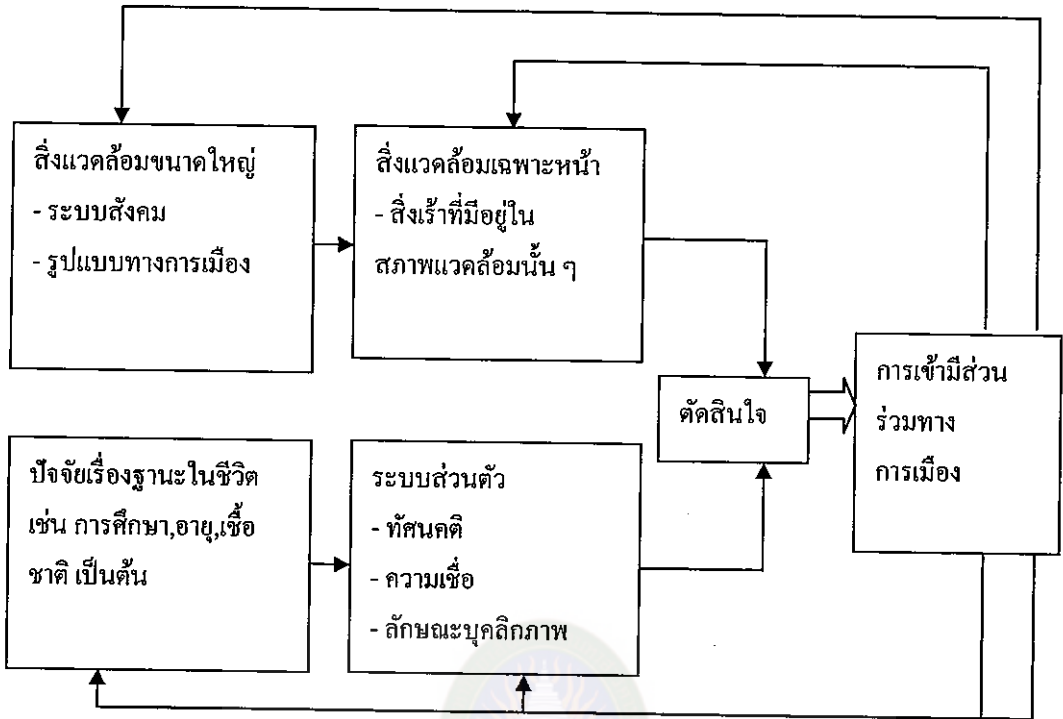 สิ่งแวดล้อมขนาดใหญ่
- ระบบสังคม
- รูปแบบทางการเมือง
สิ่งแวดล้อมเฉพาะหน้า
- สิ่งเร้าที่มีอยู่ใน
สภาพแวดล้อมนั้น ๆ
ปัจจัยเรื่องฐานะในชีวิต
เช่น การศึกษา,อายุ,เชื้อ
ชาติ เป็นต้น
ระบบส่วนตัว
- ทัศนคติ
- ความเชื่อ
- ลักษณะบุคลิกภาพ
ตัดสินใจ
การเข้ามีส่วน
ร่วมทาง
การเมือง